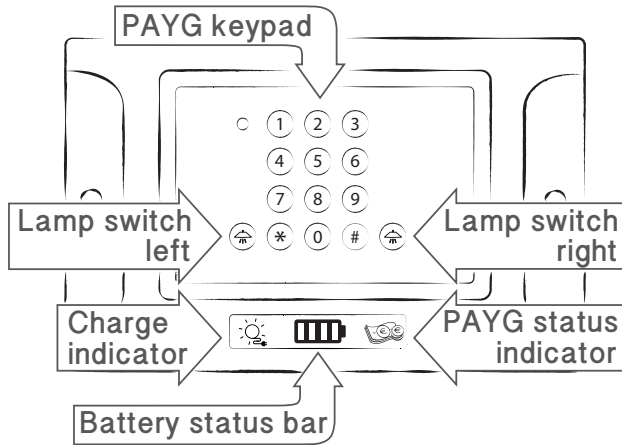 PAYG keypad
1 2 3
4 5 6
7 8 9
Lamp switch
left
* 0 #
Lamp switch
right
Charge
indicator
€ €
PAYG status
indicator
Battery status bar